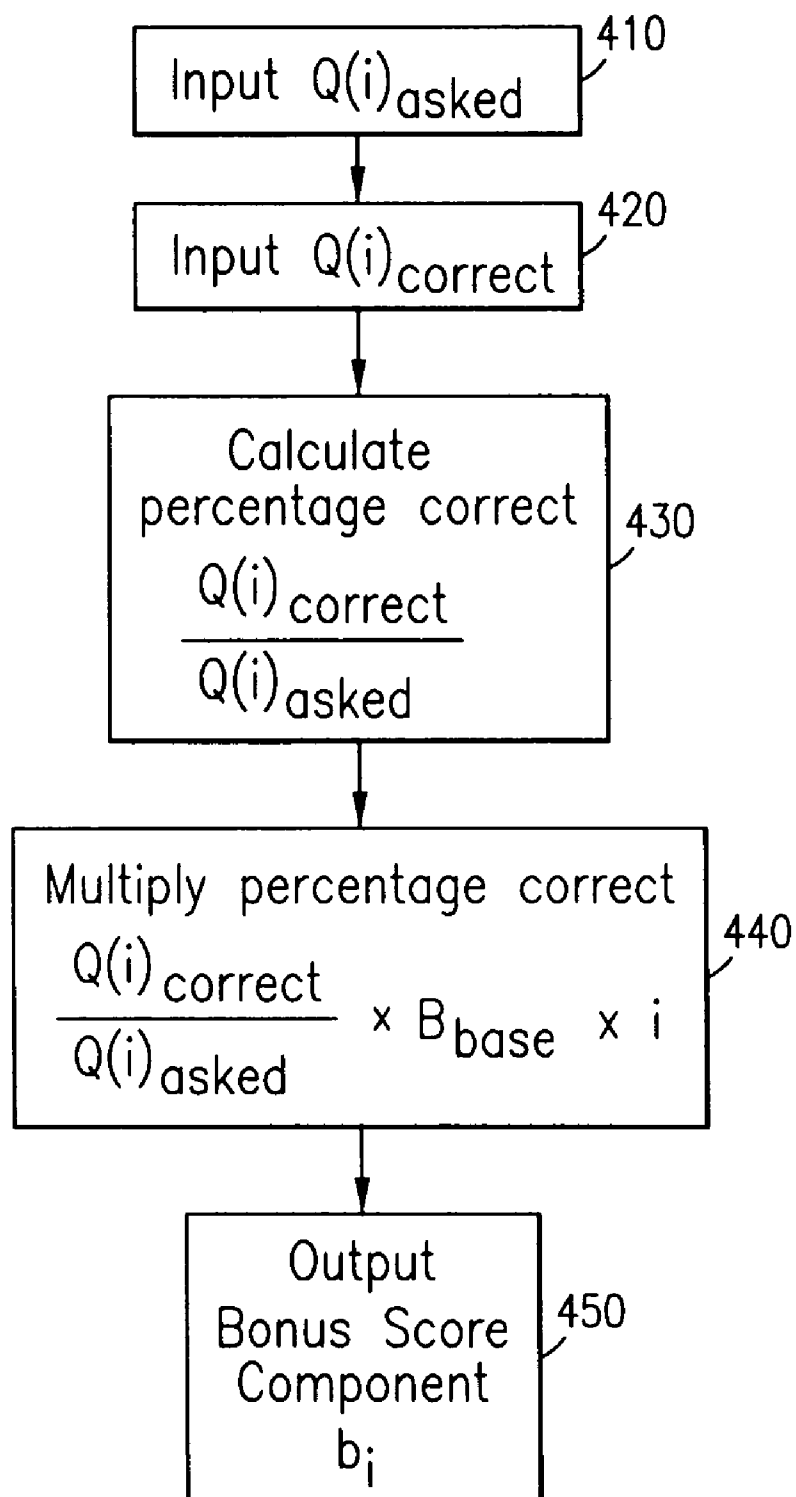 410
Input Q(i)asked
420
Input Q(i)correct
Calculate
percentage correct
430
Q(i)correct
Q(i)asked
Multiply percentage correct
440
Q(i)correct
Q(i)asked
x Bbase x i
Output
Bonus Score
Component
bi
450